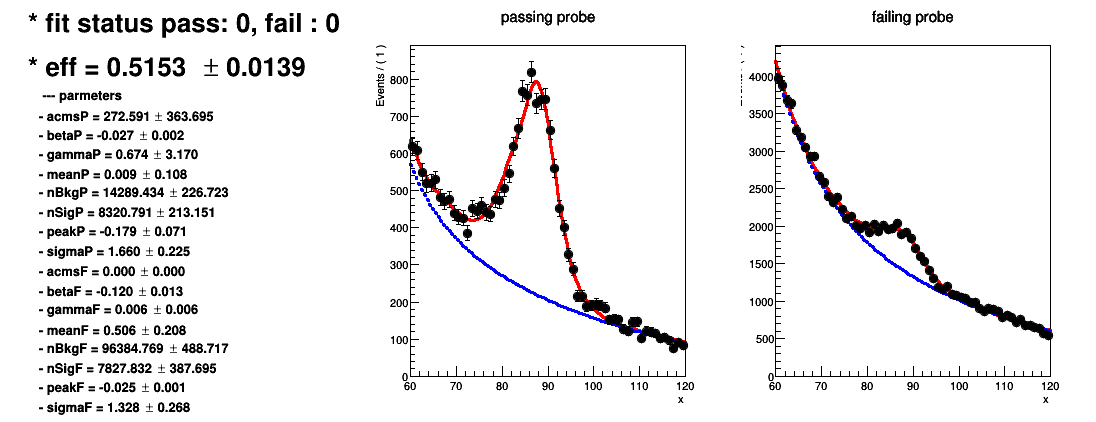 * fit status pass: 0, fail : 0
* eff = 0.5153 ± 0.0139
--- parmeters
- acmsP = 272.591 ± 363.695
- betaP = -0.027 ± 0.002
- gammaP = 0.674 ± 3.170
- meanP = 0.009 ± 0.108
- nBkgP = 14289.434 ± 226.723
- nSigP = 8320.791 ± 213.151
- peakP = -0.179 ± 0.071
- sigmaP = 1.660 ± 0.225
- acmsF = 0.000 ± 0.000
- betaF = -0.120 ± 0.013
- gammaF = 0.006 ± 0.006
- meanF = 0.506 ± 0.208
- nBkgF = 96384.769 ± 488.717
- nSigF = 7827.832 ± 387.695
- peakF = -0.025 ± 0.001
- sigmaF = 1.328 ± 0.268
passing probe
Events / ( 1 )
800
700
600
500
400
300
200
100
0
60 70 80 90 100 110 120
x
failing probe
4000
3500
3000
2500
2000
1500
1000
500
0
60 70 80 90 100 110 120
x